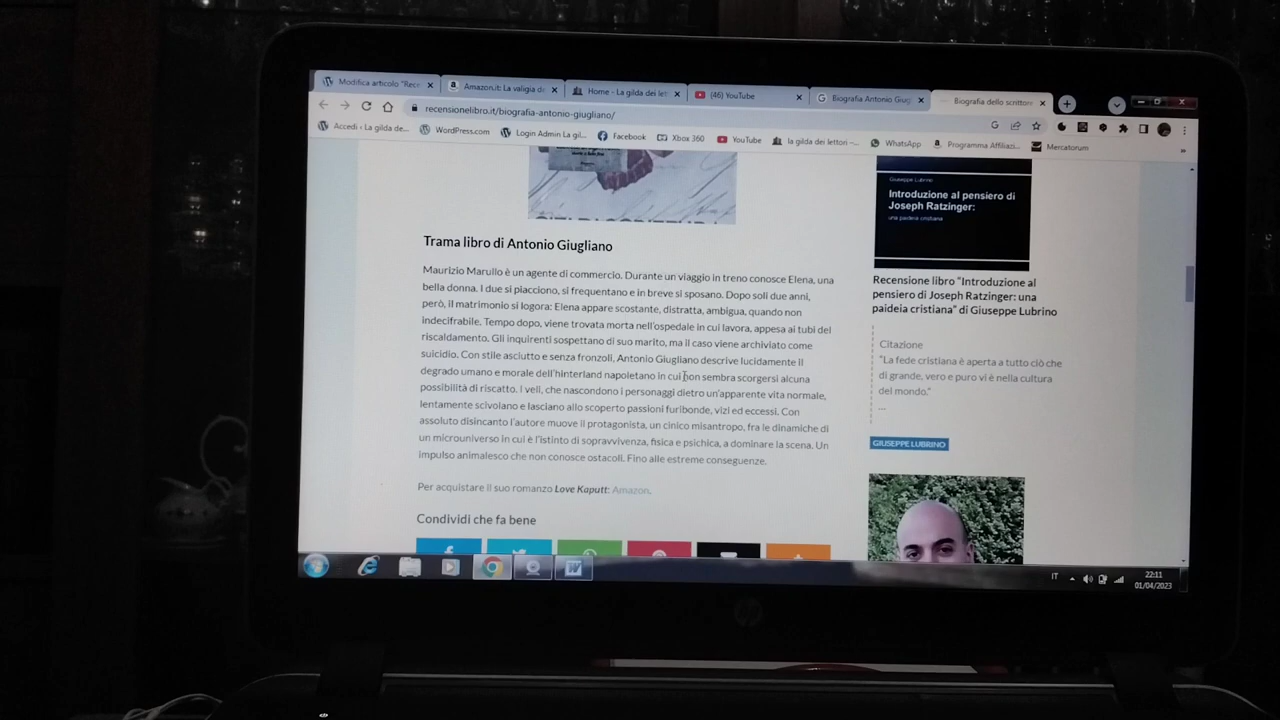 Modifica articolo "Rece
Amazon.it: La valigia de
Home - La gilda dei let
(46) YouTube
Biografia Antonio Giug
Biografia dello scrittore
recensionelibro.it/biografia-antonio-giugliano/
Accedi ‹ La gilda de...
WordPress.com
Login Admin La gil...
Facebook
Xbox 360
YouTube
la gilda dei lettori -...
WhatsApp
Programma Affiliazi...
Mercatorum
»
Giuseppe Lubrino
Introduzione al pensiero di
Joseph Ratzinger:
una paideia cristiana
Trama libro di Antonio Giugliano
Maurizio Marullo è un agente di commercio. Durante un viaggio in treno conosce Elena, una
bella donna. I due si piacciono, si frequentano e in breve si sposano. Dopo soli due anni,
però, il matrimonio si logora: Elena appare scostante, distratta, ambigua, quando non
indecifrabile. Tempo dopo, viene trovata morta nell'ospedale in cui lavora, appesa ai tubi del
riscaldamento. Gli inquirenti sospettano di suo marito, ma il caso viene archiviato come
suicidio. Con stile asciutto e senza fronzoli, Antonio Giugliano descrive lucidamente il
degrado umano e morale dell'hinterland napoletano in cui non sembra scorgersi alcuna
possibilità di riscatto. I veli, che nascondono i personaggi dietro un'apparente vita normale,
lentamente scivolano e lasciano allo scoperto passioni furibonde, vizi ed eccessi. Con
assoluto disincanto l'autore muove il protagonista, un cinico misantropo, fra le dinamiche di
un microuniverso in cui è l'istinto di sopravvivenza, fisica e psichica, a dominare la scena. Un
impulso animalesco che non conosce ostacoli. Fino alle estreme conseguenze.
Per acquistare il suo romanzo Love Kaputt: Amazon.
Condividi che fa bene
Recensione libro "Introduzione al
pensiero di Joseph Ratzinger: una
paideia cristiana" di Giuseppe Lubrino
Citazione
"La fede cristiana è aperta a tutto ciò che
di grande, vero e puro vi è nella cultura
del mondo."
...
GIUSEPPE LUBRINO
IT
22:11
01/04/2023
hp